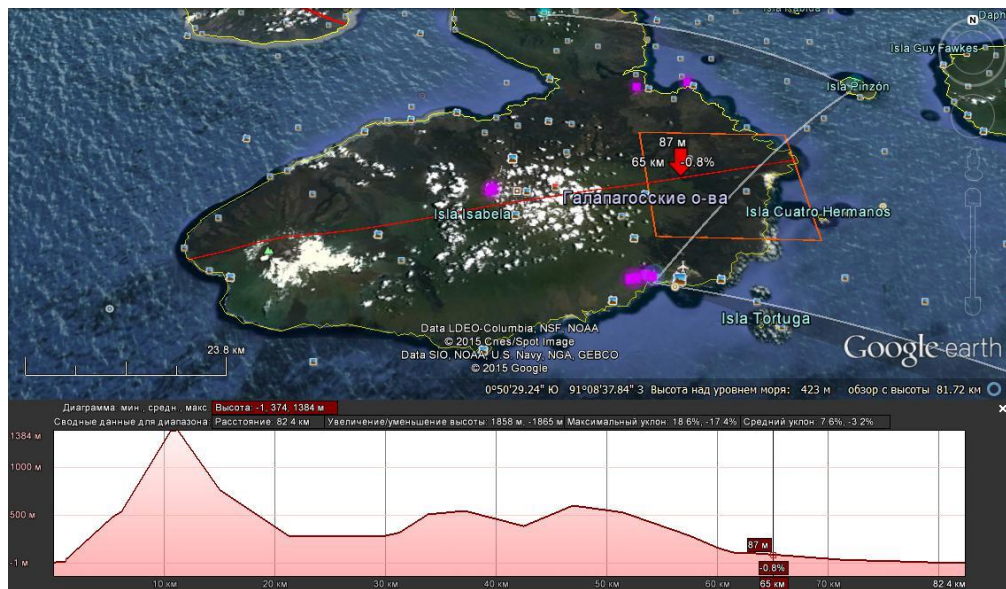 Isla Rábida
Daphn
N
Isla Guy Fawkes
Isla Pinzón
87 м
65 км -0.8%
Галапагосские о-ва
Isla Isabela
Isla Cuatro Hermanos
Isla Tortuga
Data LDEO-Columbia, NSF, NOAA
© 2015 Cnes/Spot Image
Data SIO, NOAA, U.S. Navy, NGA, GEBCO
© 2015 Google
23.8 км
Google earth
0°50'29.24" Ю 91°08'37.84" З Высота над уровнем моря: 423 м обзор с высоты 81.72 км
Диаграмма: мин., средн., макс. Высота: -1, 374, 1384 м
Сводные данные для диапазона: Расстояние: 82.4 км Увеличение/уменьшение высоты: 1858 м, -1865 м Максимальный уклон: 18.6%, -17.4% Средний уклон: 7.6%, -3.2%
1384 м
1000 м
500 м
-1 м
87 м
-0.8%
10 км 20 км 30 км 40 км 50 км 60 км 65 км 70 км 82.4 км